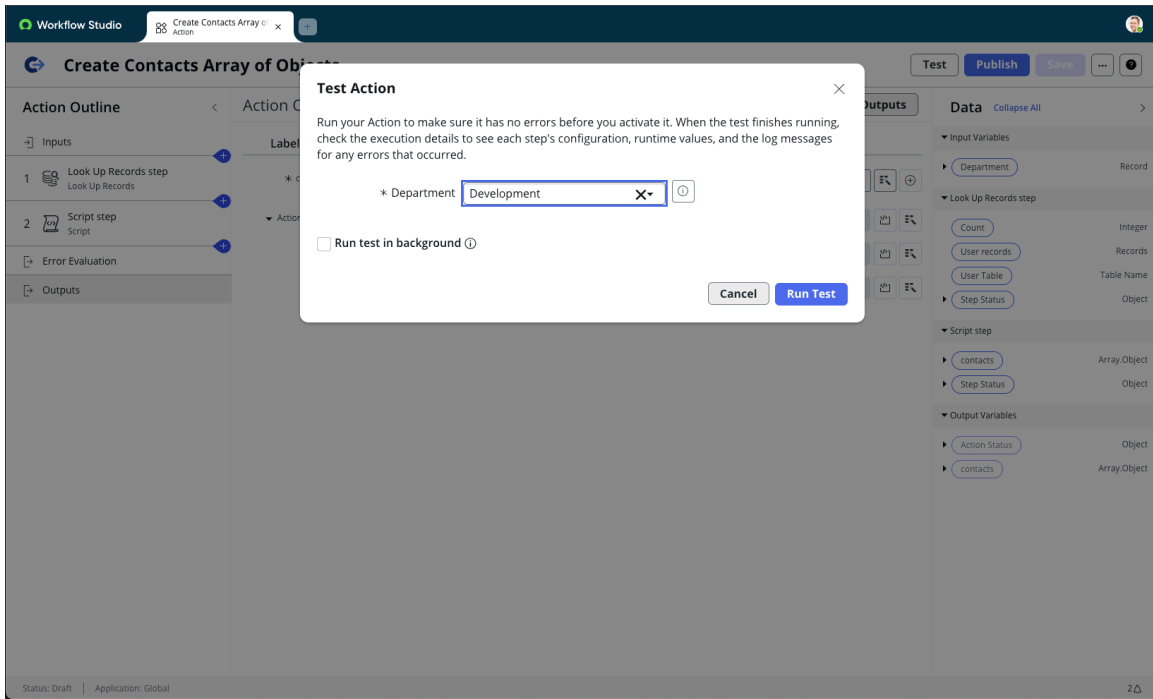 Workflow Studio
Create Contacts Array of
Action
Create Contacts Array of Objects
Test
Publish
Save
Action Outline
Inputs
1
Look Up Records step
Look Up Records
2
Script step
Script
Error Evaluation
Outputs
Action O
Outputs
Label
Action
Test Action
Run your Action to make sure it has no errors before you activate it. When the test finishes running,
check the execution details to see each step's configuration, runtime values, and the log messages
for any errors that occurred.
* Department
Development
Run test in background
Cancel
Run Test
Data
Collapse All
Input Variables
Department
Record
Look Up Records step
Count
Integer
User records
Records
User Table
Table Name
Step Status
Object
Script step
contacts
Array.Object
Step Status
Object
Output Variables
Action Status
Object
contacts
Array.Object
Status: Draft
Application: Global
2